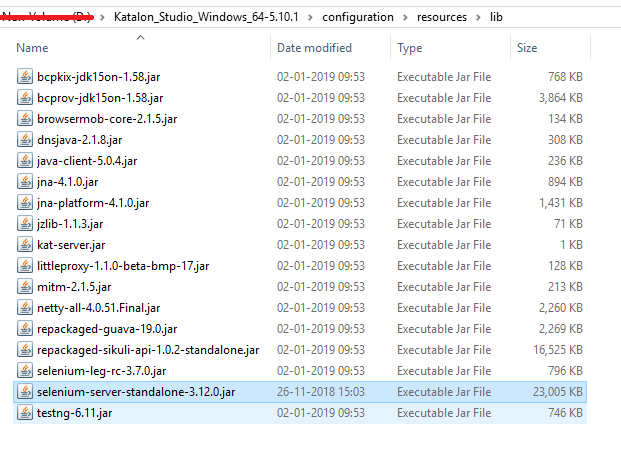 New Volume (D:) > Katalon_Studio_Windows_64-5.10.1 > configuration > resources > lib
Name Date modified Type Size
bcpkix-jdk15on-1.58.jar 02-01-2019 09:53 Executable Jar File 768 KB
bcprov-jdk15on-1.58.jar 02-01-2019 09:53 Executable Jar File 3,864 KB
browsermob-core-2.1.5.jar 02-01-2019 09:53 Executable Jar File 134 KB
dnsjava-2.1.8.jar 02-01-2019 09:53 Executable Jar File 308 KB
java-client-5.0.4.jar 02-01-2019 09:53 Executable Jar File 236 KB
jna-4.1.0.jar 02-01-2019 09:53 Executable Jar File 894 KB
jna-platform-4.1.0.jar 02-01-2019 09:53 Executable Jar File 1,431 KB
jzlib-1.1.3.jar 02-01-2019 09:53 Executable Jar File 71 KB
kat-server.jar 02-01-2019 09:53 Executable Jar File 1 KB
littleproxy-1.1.0-beta-bmp-17.jar 02-01-2019 09:53 Executable Jar File 128 KB
mitm-2.1.5.jar 02-01-2019 09:53 Executable Jar File 213 KB
netty-all-4.0.51.Final.jar 02-01-2019 09:53 Executable Jar File 2,260 KB
repackaged-guava-19.0.jar 02-01-2019 09:53 Executable Jar File 2,269 KB
repackaged-sikuli-api-1.0.2-standalone.jar 02-01-2019 09:53 Executable Jar File 16,525 KB
selenium-leg-rc-3.7.0.jar 02-01-2019 09:53 Executable Jar File 796 KB
selenium-server-standalone-3.12.0.jar 26-11-2018 15:03 Executable Jar File 23,005 KB
testng-6.11.jar 02-01-2019 09:53 Executable Jar File 746 KB